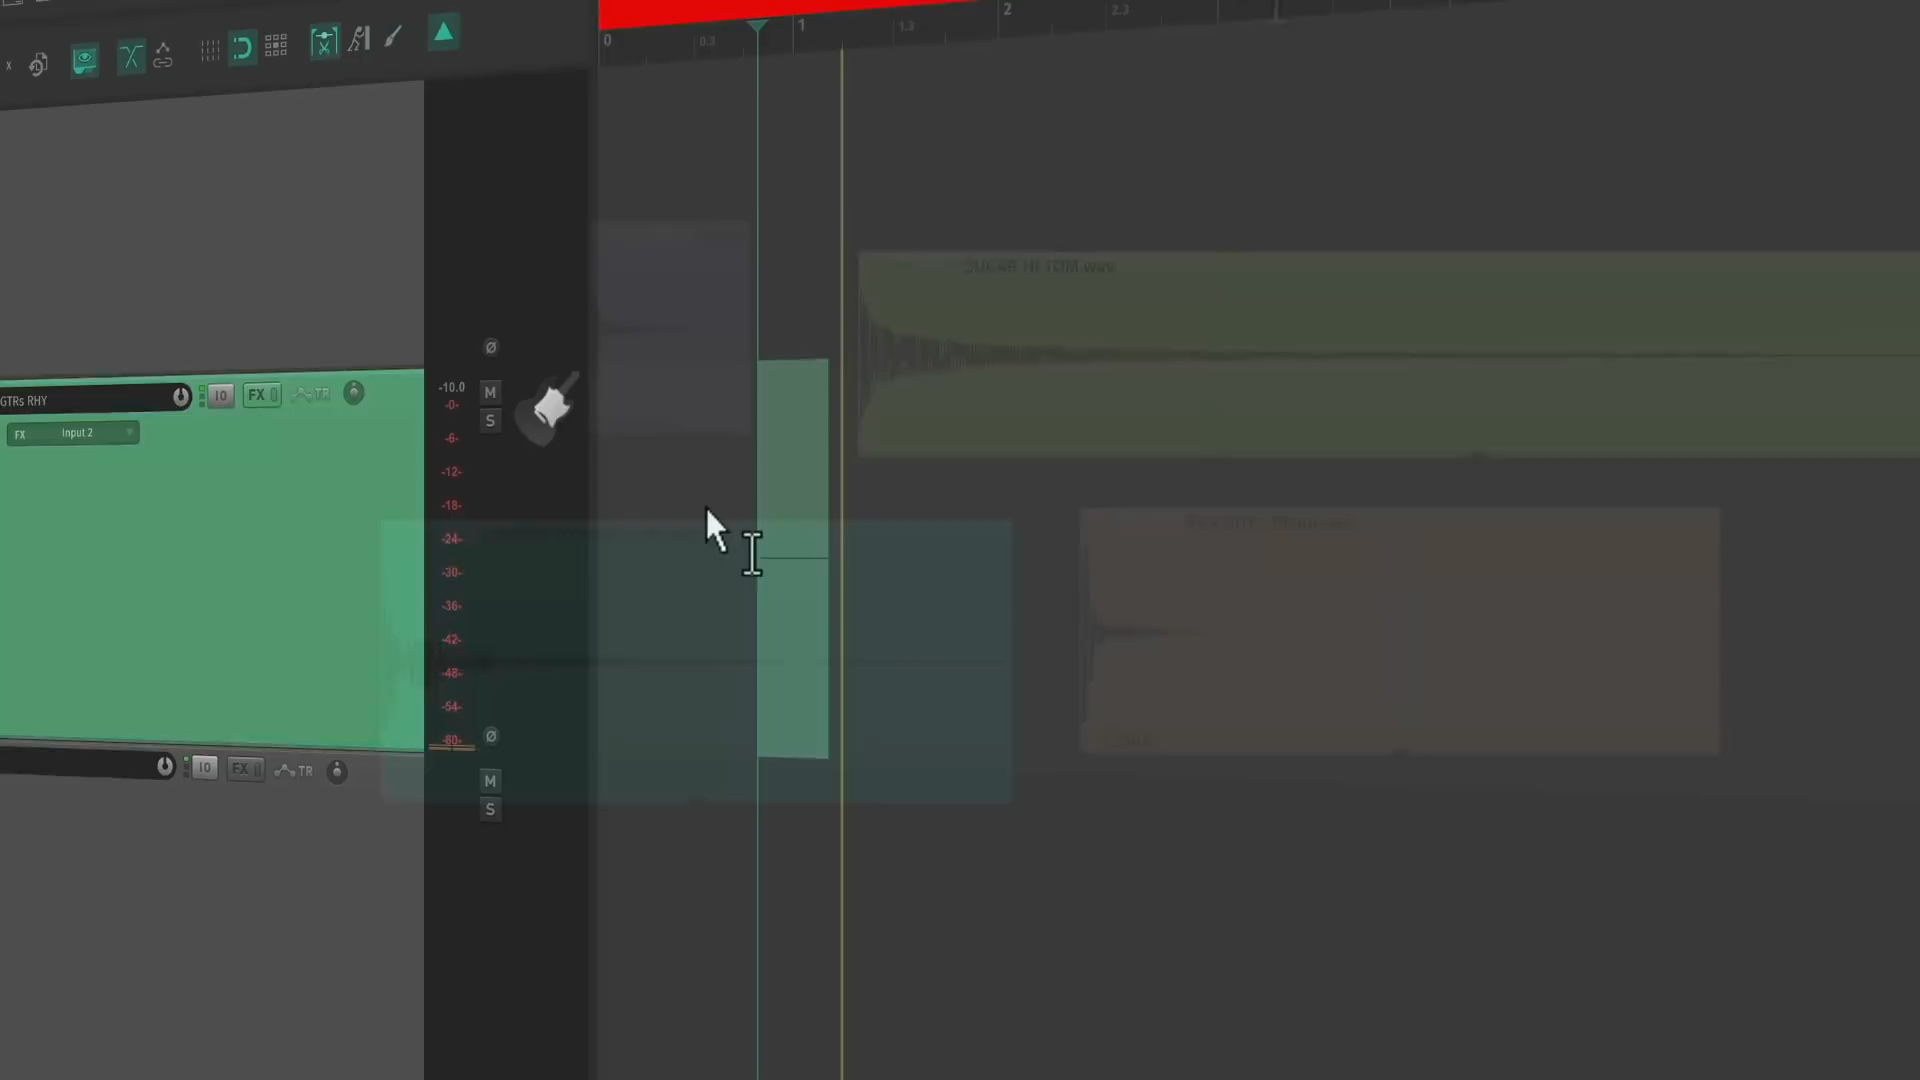 x
0
0.3
1
1.3
2
2.3
SUGAR HI TOM.wav
GTRs RHY
IO
FX
TR
FX
Input 2
-10.0
-0-
-6-
-12-
-18-
-24-
-30-
-36-
-42-
-48-
-54-
-60-
Ø
M
S
IO
FX
TR
Ø
M
S